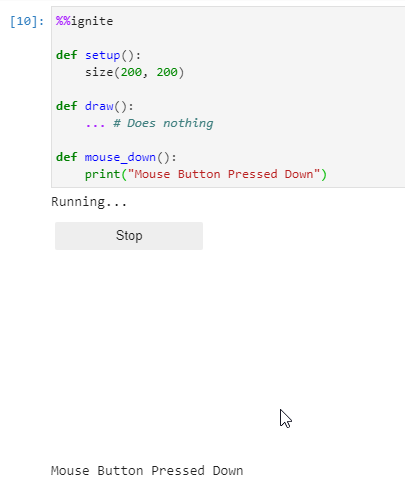 [10]: %%ignite
def setup():
    size(200, 200)
def draw():
    ... # Does nothing
def mouse_down():
    print("Mouse Button Pressed Down")
Running...
Stop
Mouse Button Pressed Down